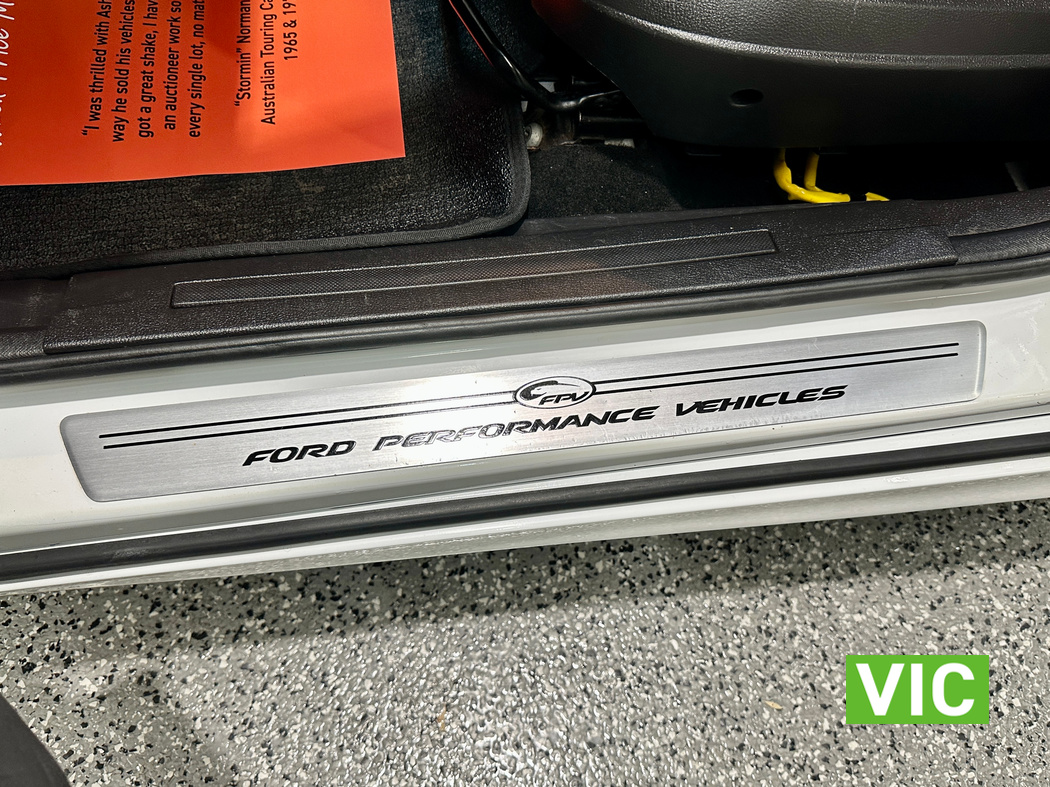 "I was thrilled with Ash
way he sold his vehicles
got a great shake, I hav
an auctioneer work so
every single lot, no mat
"Stormin" Norman
Australian Touring Ca
1965 & 19
FPV
FORD PERFORMANCE VEHICLES
VIC